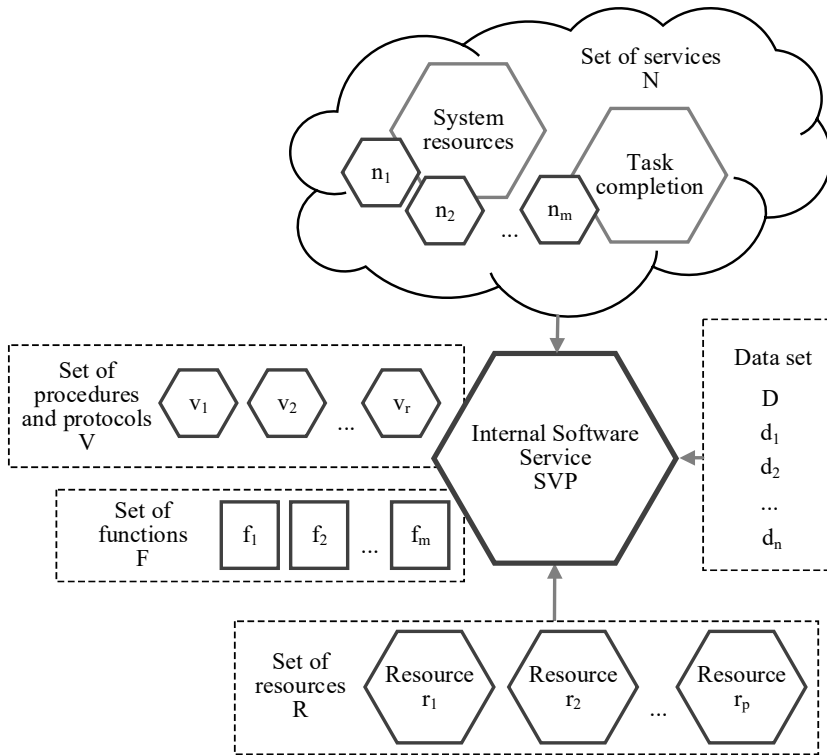 Set of services
N
System
resources
Task
completion
n₁
n₂
...
nₘ
Set of
procedures
and protocols
V
v₁
v₂
...
vᵣ
Internal Software
Service
SVP
Data set
D
d₁
d₂
...
dₙ
Set of
functions
F
f₁
f₂
...
fₘ
Set of
resources
R
Resource
r₁
Resource
r₂
...
Resource
rₚ